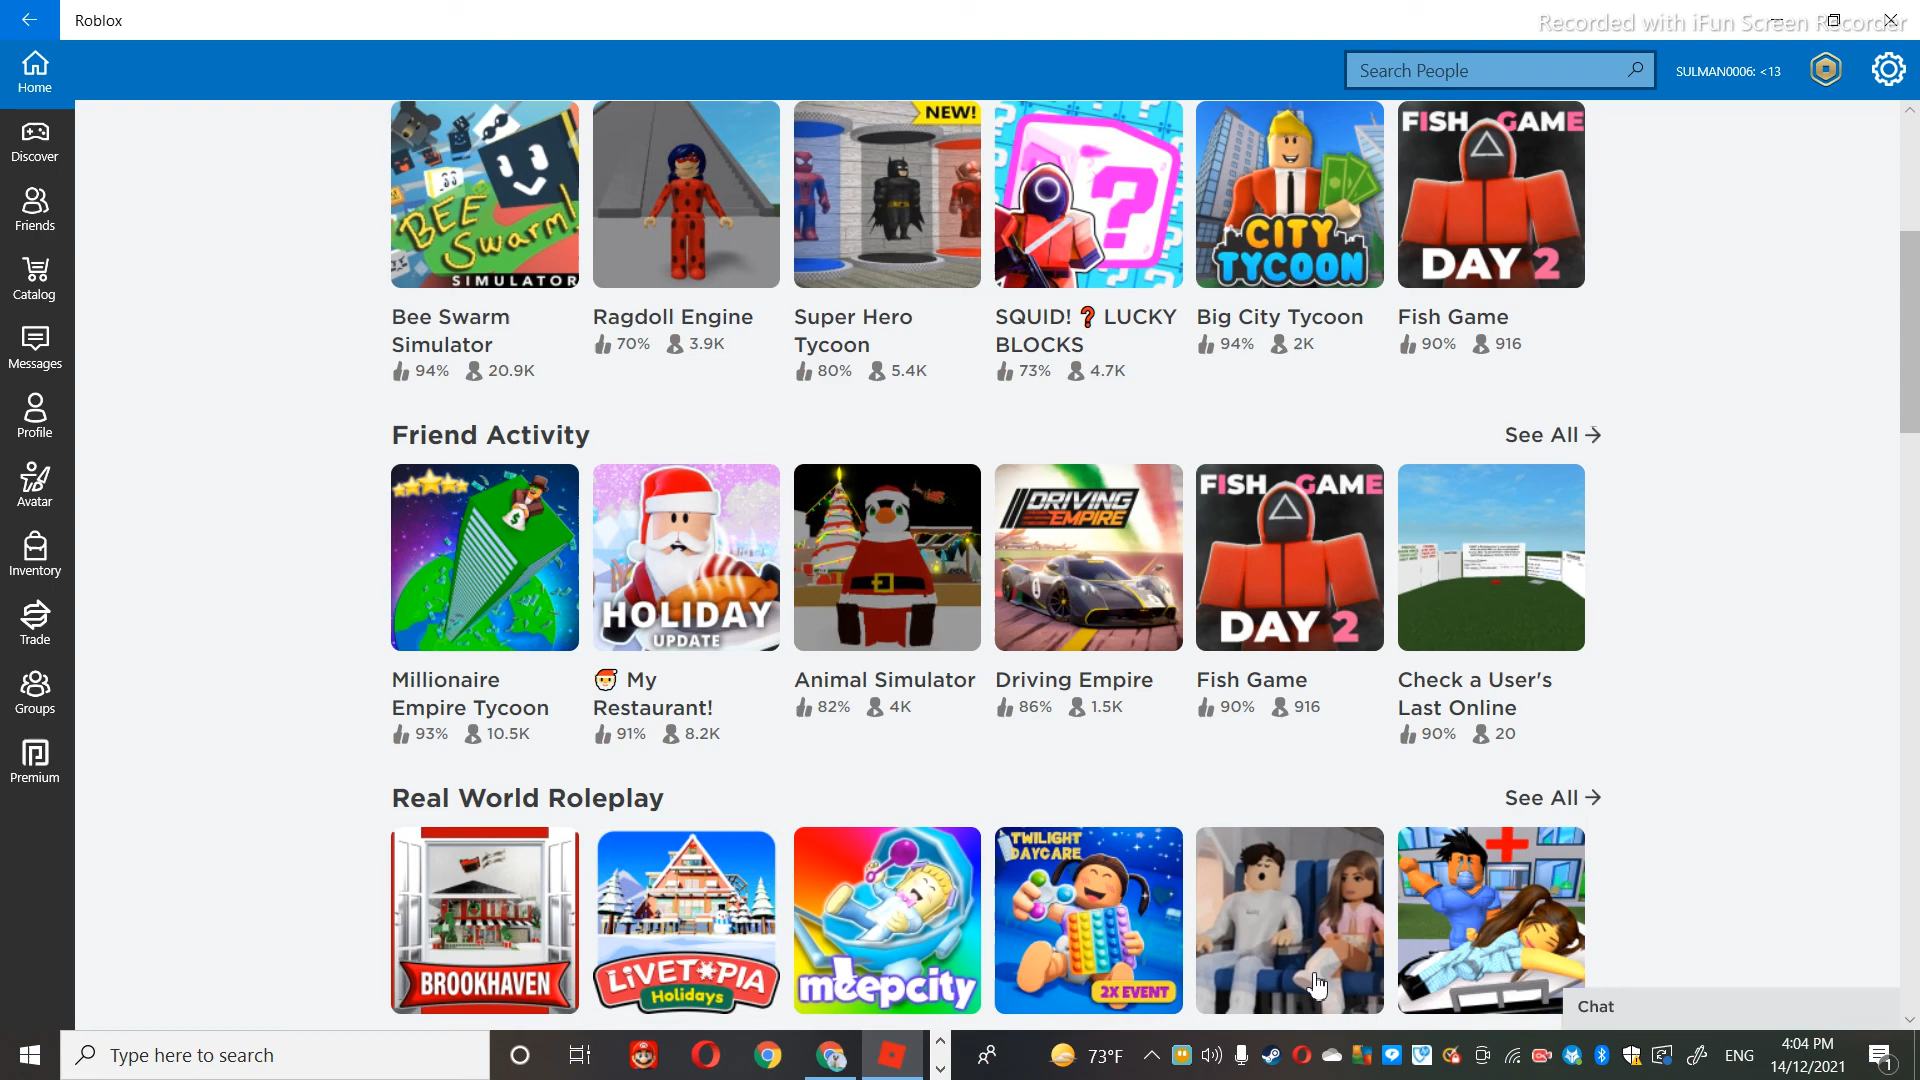 Roblox
Recorded with iFun Screen Recorder
Home
Search People
SULMAN0006: <13
Discover
Friends
Catalog
Messages
Profile
Avatar
Inventory
Trade
Groups
Premium
BEE Swarm!
SIMULATOR
NEW!
CITY
TYCOON
FISH GAME
DAY 2
Bee Swarm
Simulator
94% 20.9K
Ragdoll Engine
70% 3.9K
Super Hero
Tycoon
80% 5.4K
SQUID! ❓ LUCKY
BLOCKS
73% 4.7K
Big City Tycoon
94% 2K
Fish Game
90% 916
Friend Activity
See All →
HOLIDAY
UPDATE
DRIVING
EMPIRE
FISH GAME
DAY 2
Millionaire
Empire Tycoon
93% 10.5K
🎅 My
Restaurant!
91% 8.2K
Animal Simulator
82% 4K
Driving Empire
86% 1.5K
Fish Game
90% 916
Check a User's
Last Online
90% 20
Real World Roleplay
See All →
BROOKHAVEN
LIVETOPIA
Holidays
meepcity
TWILIGHT
DAYCARE
2X EVENT
Chat
Type here to search
73°F
ENG
4:04 PM
14/12/2021
1